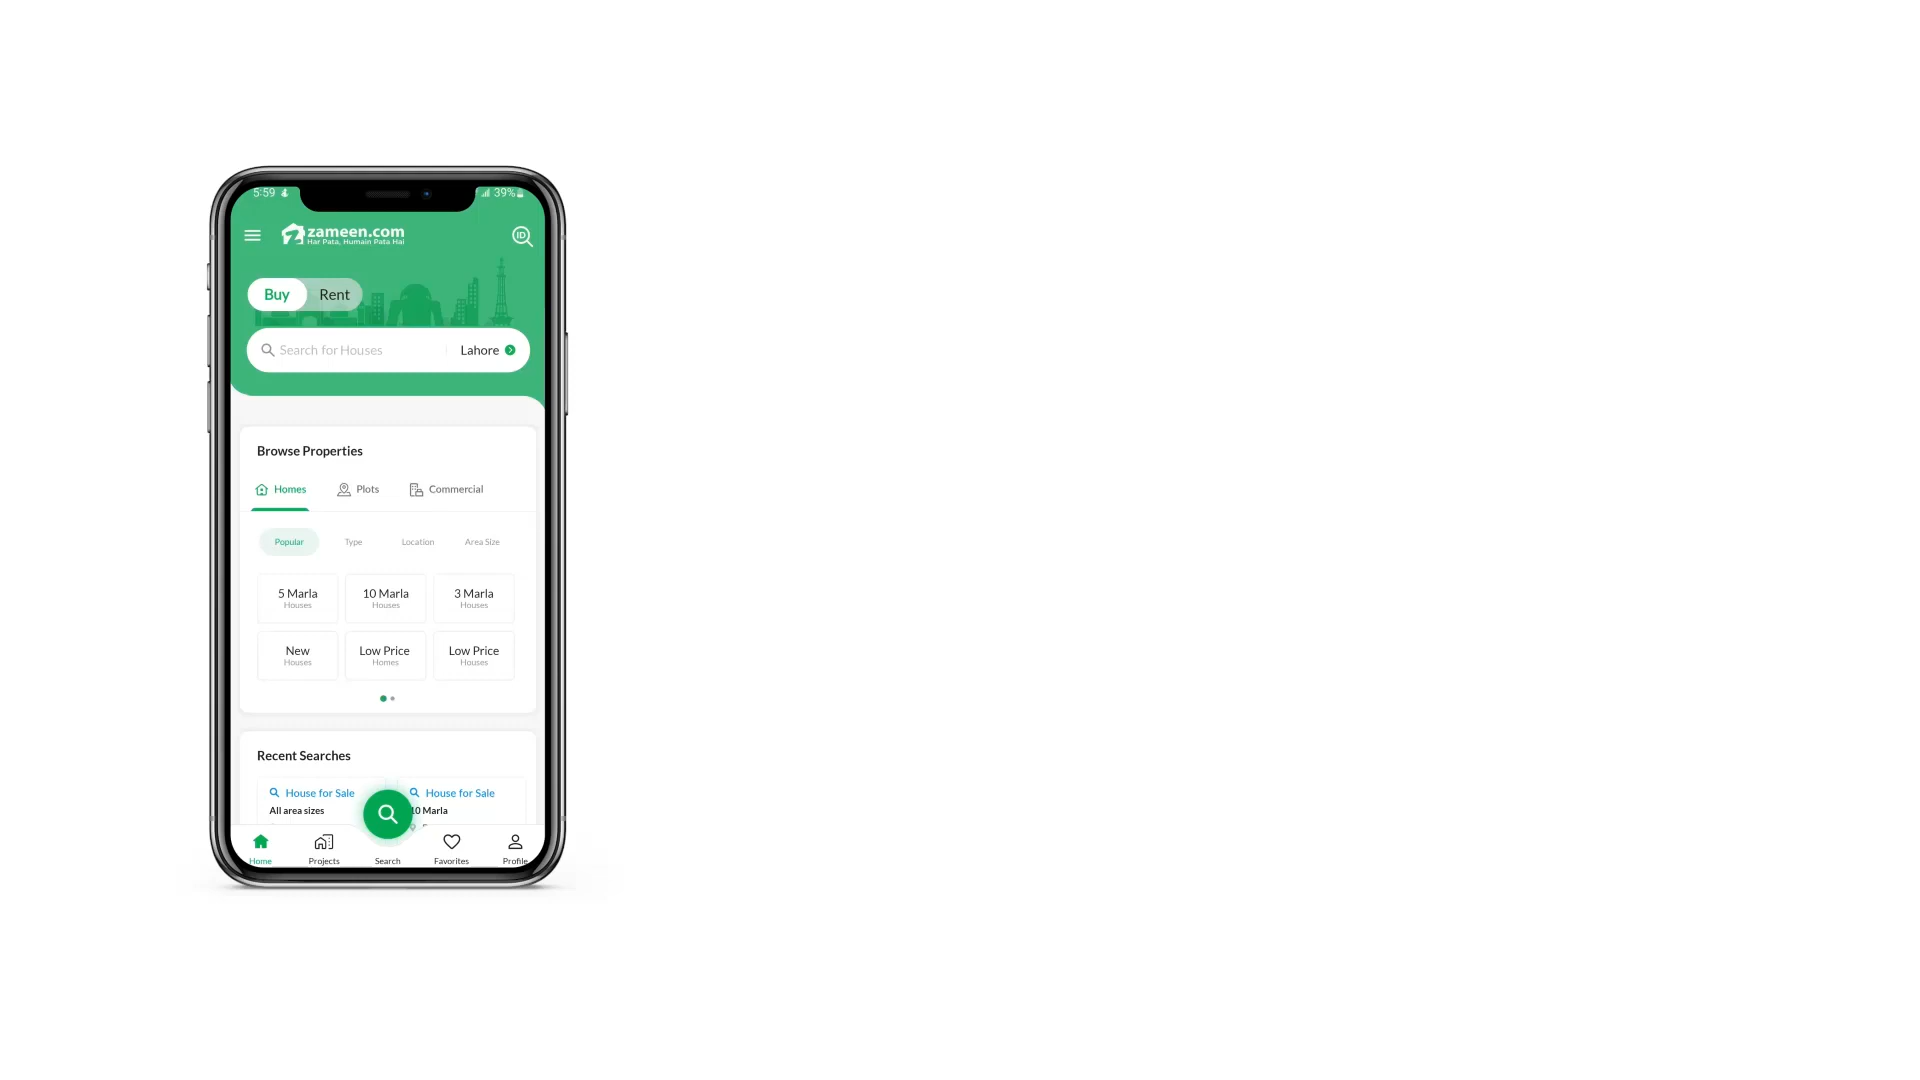 5:59
39%
zameen.com
Har Pata, Humain Pata Hai
ID
Buy
Rent
Search for Houses
Lahore
Browse Properties
Homes
Plots
Commercial
Popular
Type
Location
Area Size
5 Marla
Houses
10 Marla
Houses
3 Marla
Houses
New
Houses
Low Price
Homes
Low Price
Houses
Recent Searches
House for Sale
All area sizes
House for Sale
10 Marla
Home
Projects
Search
Favorites
Profile